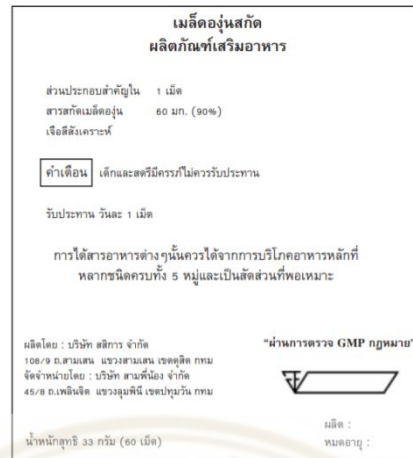 เมล็ดองุ่นสกัด
ผลิตภัณฑ์เสริมอาหาร
ส่วนประกอบสำคัญใน 1 เม็ด
สารสกัดเมล็ดองุ่น 60 มก. (90%)
เจือสีสังเคราะห์
คำเตือน เด็กและสตรีมีครรภ์ไม่ควรรับประทาน
รับประทาน วันละ 1 เม็ด
การได้สารอาหารต่างๆนั้นควรได้จากการบริโภคอาหารหลักที่
หลากชนิดครบทั้ง 5 หมู่และเป็นสัดส่วนที่พอเหมาะ
ผลิตโดย : บริษัท สสิการ จำกัด
108/9 ถ.สามเสน แขวงสามเสน เขตดุสิต กทม
จัดจำหน่ายโดย : บริษัท สามพี่น้อง จำกัด
45/8 ถ.เพลินจิต แขวงลุมพินี เขตปทุมวัน กทม
"ผ่านการตรวจ GMP กฎหมาย"
น้ำหนักสุทธิ 33 กรัม (60 เม็ด)
ผลิต :
หมดอายุ :